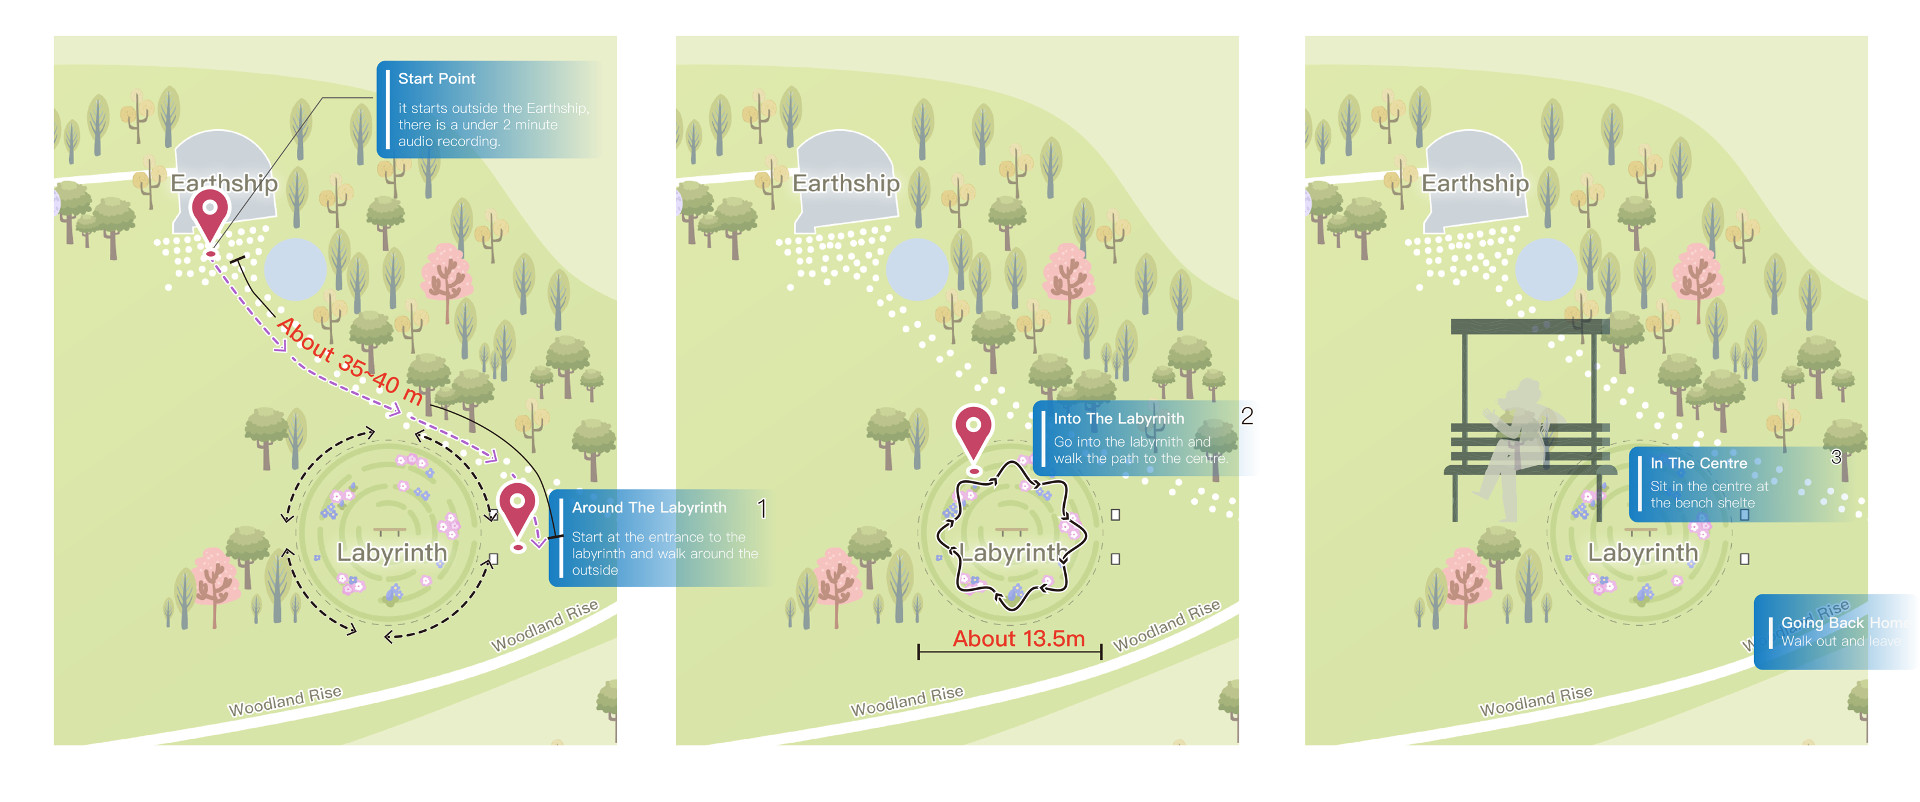 Start Point
it starts outside the Earthship,
there is a under 2 minute
audio recording.
Earthship
About 35~40 m
Around The Labyrinth
1
Start at the entrance to the
labyrinth and walk around the
outside
Labyrinth
Woodland Rise
Woodland Rise
Earthship
Into The Labyrnith
2
Go into the labymith and
walk the path to the centre.
Labyrinth
About 13.5m
Woodland Rise
Woodland Rise
Earthship
In The Centre
3
Sit in the centre at
the bench shelte
Labyrinth
Going Back Home
Walk out and leave
Woodland Rise
Woodland Rise